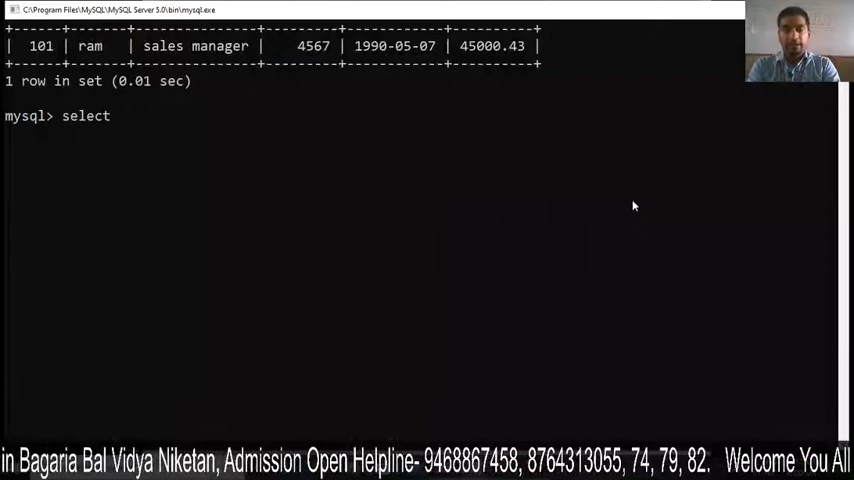 C:\Program Files\MySQL\MySQL Server 5.0\bin\mysql.exe
+------+------+---------------+--------+------------+----------+
| 101 | ram | sales manager | 4567 | 1990-05-07 | 45000.43 |
+------+------+---------------+--------+------------+----------+
1 row in set (0.01 sec)
mysql> select
in Bagaria Bal Vidya Niketan, Admission Open Helpline- 9468867458, 8764313055, 74, 79, 82. Welcome You All